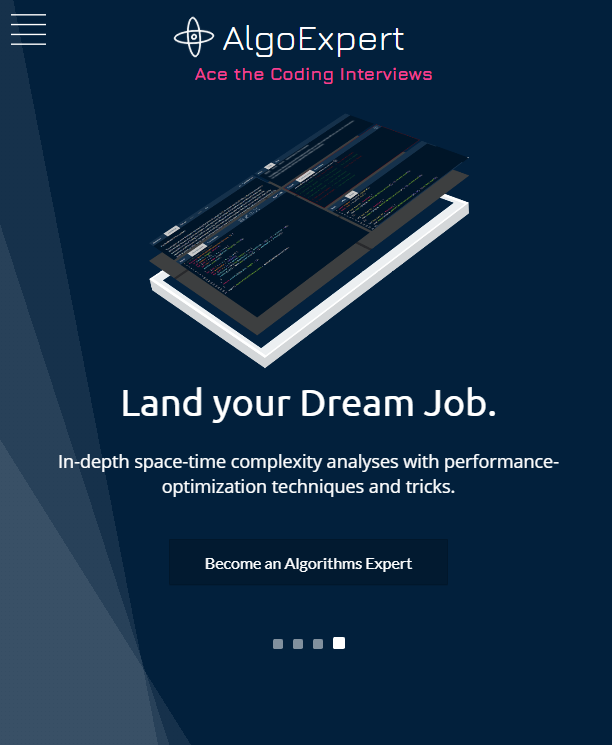 AlgoExpert
Ace the Coding Interviews
Land your Dream Job.
In-depth space-time complexity analyses with performance-
optimization techniques and tricks.
Become an Algorithms Expert